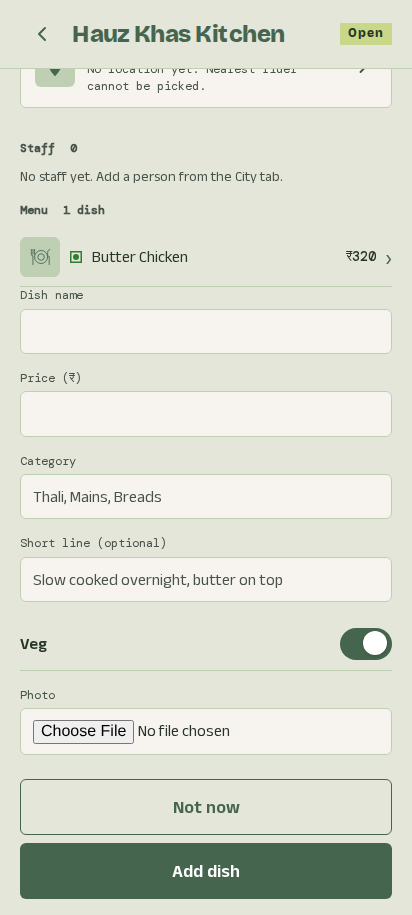 Hauz Khas Kitchen
Open
No location yet. Nearest rider
cannot be picked.
Staff 0
No staff yet. Add a person from the City tab.
Menu 1 dish
Butter Chicken
₹320
Dish name
Price (₹)
Category
Thali, Mains, Breads
Short line (optional)
Slow cooked overnight, butter on top
Veg
Photo
Choose File No file chosen
Not now
Add dish